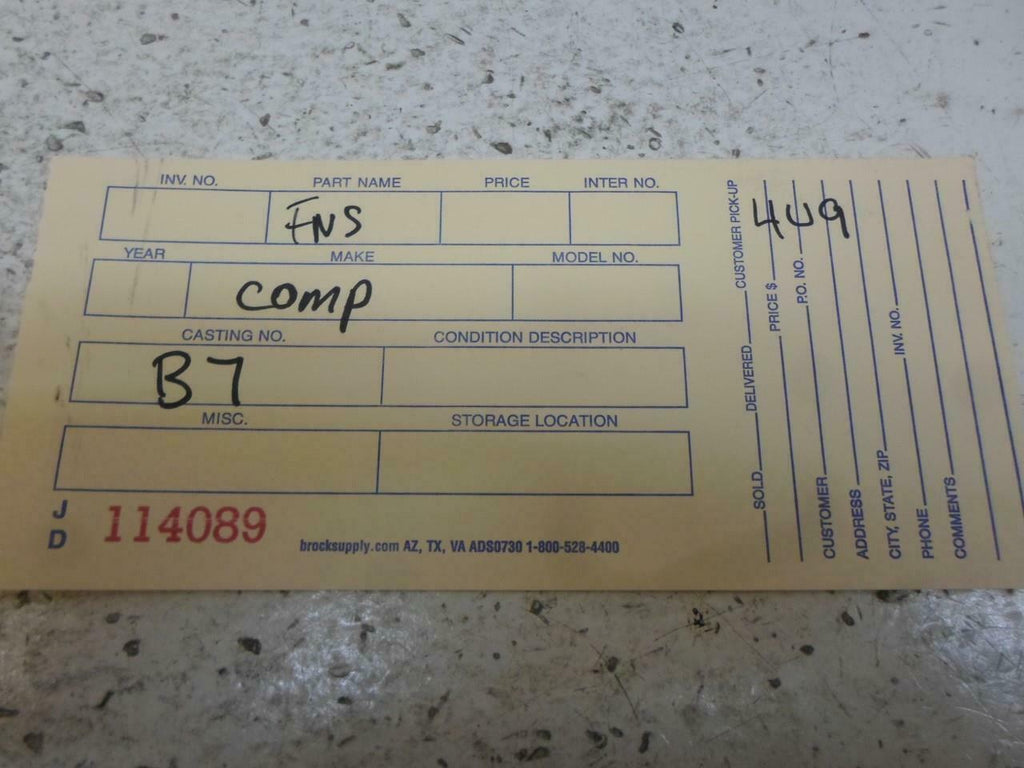 INV. NO. PART NAME PRICE INTER NO.
INS
YEAR MAKE MODEL NO.
comp
CASTING NO. CONDITION DESCRIPTION
B7
MISC. STORAGE LOCATION
J
D
114089
brocksupply.com AZ, TX, VA ADS0730 1-800-528-4400
SOLD DELIVERED CUSTOMER PICK-UP
PRICE $
P.O. NO.
CUSTOMER
ADDRESS
CITY, STATE, ZIP
PHONE INV. NO.
COMMENTS
449